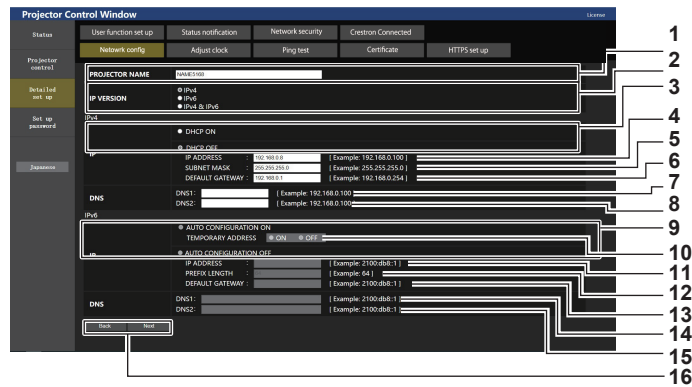 Projector Control Window
License
Status
Projector control
Detailed set up
Set up password
Japanese
User function set up
Status notification
Network security
Crestron Connected
Netowrk config
Adjust clock
Ping test
Certificate
HTTPS set up
PROJECTOR NAME NAME5168
IP VERSION
IPv4
IPv6
IPv4 & IPv6
IPv4
IP
DHCP ON
DHCP OFF
IP ADDRESS : 192.168.0.8 [ Example: 192.168.0.100 ]
SUBNET MASK : 255.255.255.0 [ Example: 255.255.255.0 ]
DEFAULT GATEWAY : 192.168.0.1 [ Example: 192.168.0.254 ]
DNS
DNS1: [ Example: 192.168.0.100 ]
DNS2: [ Example: 192.168.0.100 ]
IPv6
IP
AUTO CONFIGURATION ON
TEMPORARY ADDRESS ON OFF
AUTO CONFIGURATION OFF
IP ADDRESS : [ Example: 2100:db8::1 ]
PREFIX LENGTH : [ Example: 64 ]
DEFAULT GATEWAY : [ Example: 2100:db8::1 ]
DNS
DNS1: [ Example: 2100:db8::1 ]
DNS2: [ Example: 2100:db8::1 ]
Back Next
1
2
3
4
5
6
7
8
9
10
11
12
13
14
15
16